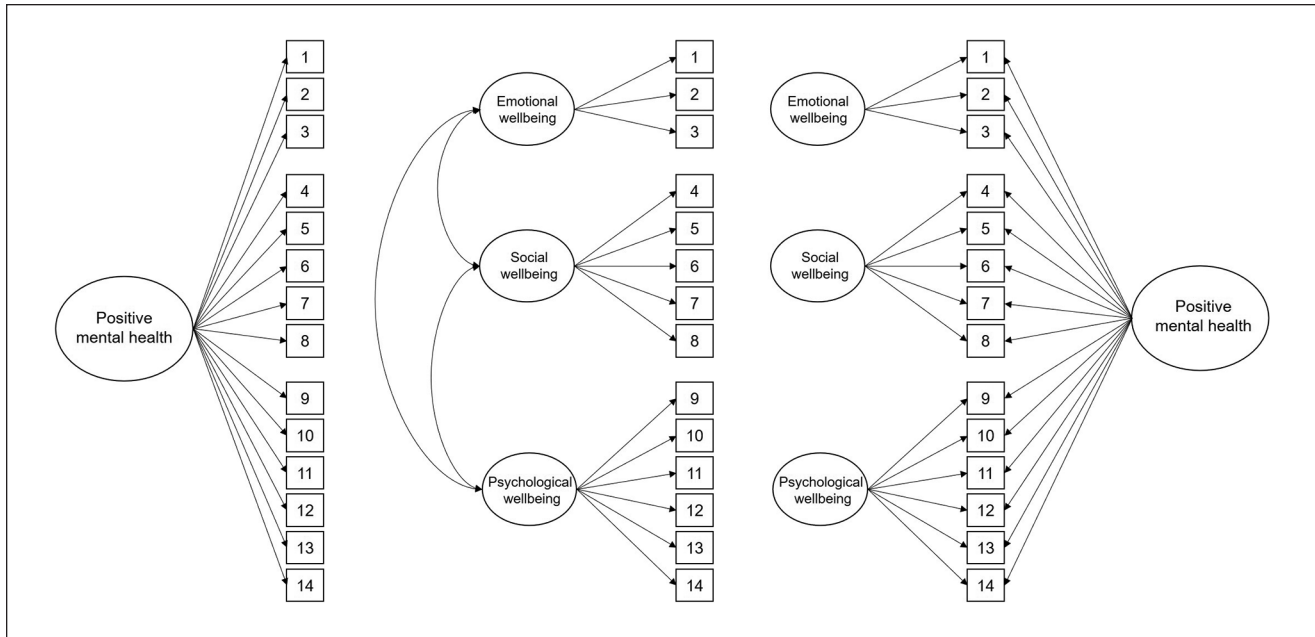 1
2
3
4
5
6
7
8
9
10
11
12
13
14
Positive
mental health
Emotional
wellbeing
Social
wellbeing
Psychological
wellbeing
1
2
3
4
5
6
7
8
9
10
11
12
13
14
Emotional
wellbeing
Social
wellbeing
Psychological
wellbeing
1
2
3
4
5
6
7
8
9
10
11
12
13
14
Positive
mental health